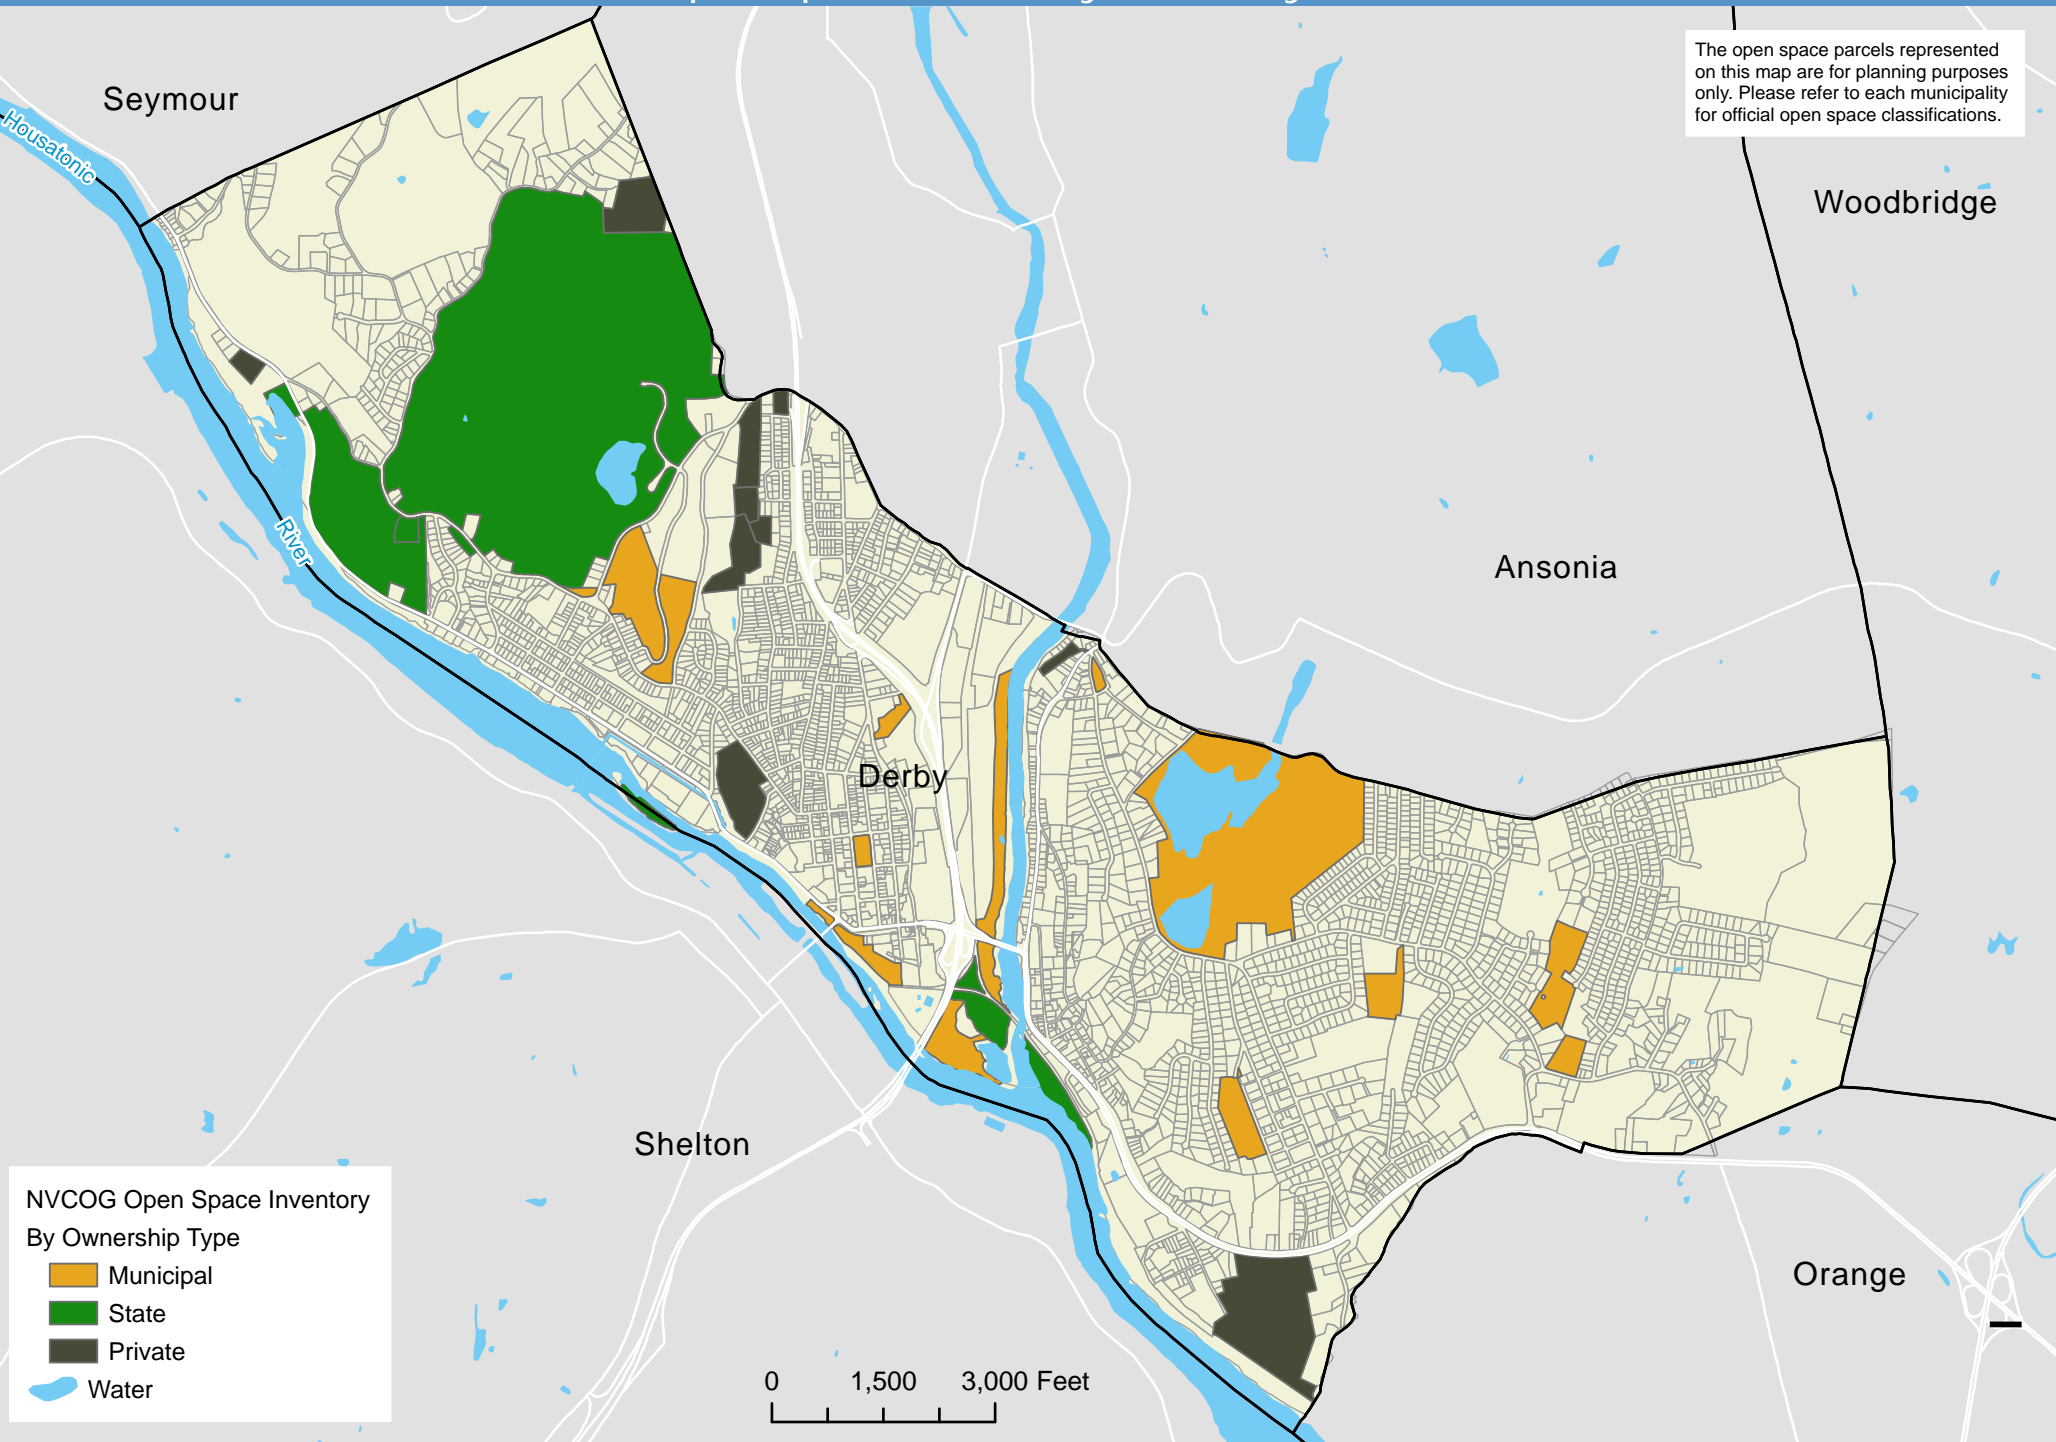 The open space parcels represented
on this map are for planning purposes
only. Please refer to each municipality
for official open space classifications.
Seymour
Housatonic
Woodbridge
River
Ansonia
Derby
Shelton
Orange
NVCOG Open Space Inventory
By Ownership Type
Municipal
State
Private
Water
0 1,500 3,000 Feet